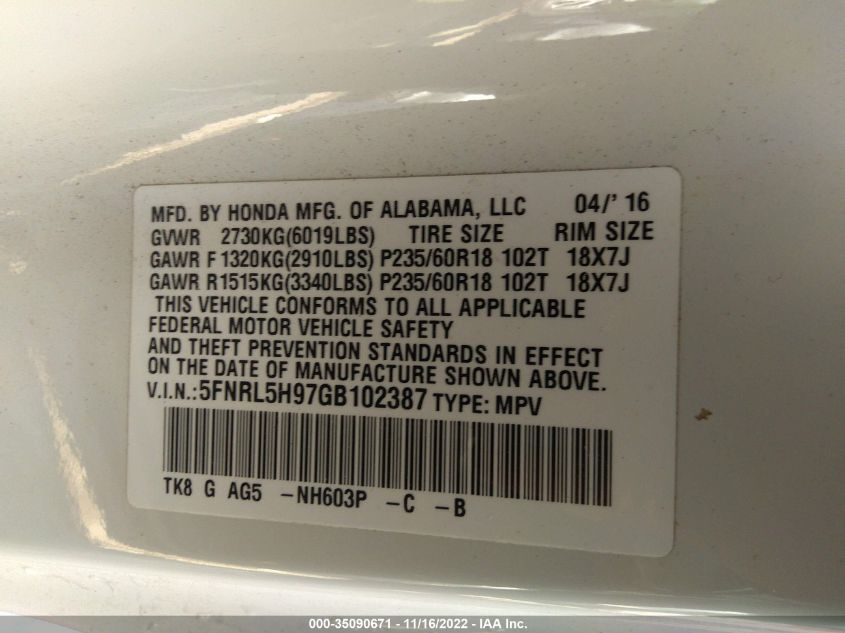 MFD. BY HONDA MFG. OF ALABAMA, LLC 04/' 16
GVWR 2730KG(6019LBS) TIRE SIZE RIM SIZE
GAWR F 1320KG(2910LBS) P235/60R18 102T 18X7J
GAWR R1515KG(3340LBS) P235/60R18 102T 18X7J
THIS VEHICLE CONFORMS TO ALL APPLICABLE
FEDERAL MOTOR VEHICLE SAFETY
AND THEFT PREVENTION STANDARDS IN EFFECT
ON THE DATE OF MANUFACTURE SHOWN ABOVE.
V.I.N.:5FNRL5H97GB102387 TYPE: MPV
TK8 G AG5 -NH603P -C -B
000-35090671 - 11/16/2022 - IAA Inc.